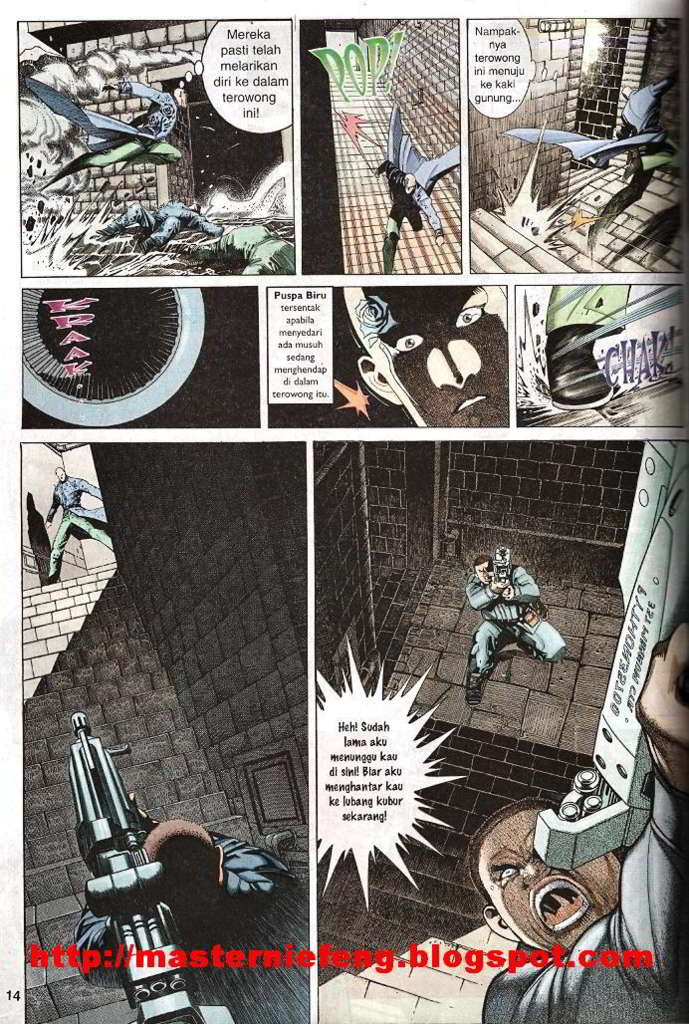 Mereka
pasti telah
melarikan
diri ke dalam
terowong
ini!
POP!
Nampak-
nya
terowong
ini menuju
ke kaki
gunung...
KRAAK
Puspa Biru
tersentak
apabila
menyedari
ada musuh
sedang
menghendap
di dalam
terowong itu.
CHAK!
Heh! Sudah
lama aku
menunggu kau
di sini! Biar aku
menghantar kau
ke lubang kubur
sekarang!
http://masterniefeng.blogspot.com
14